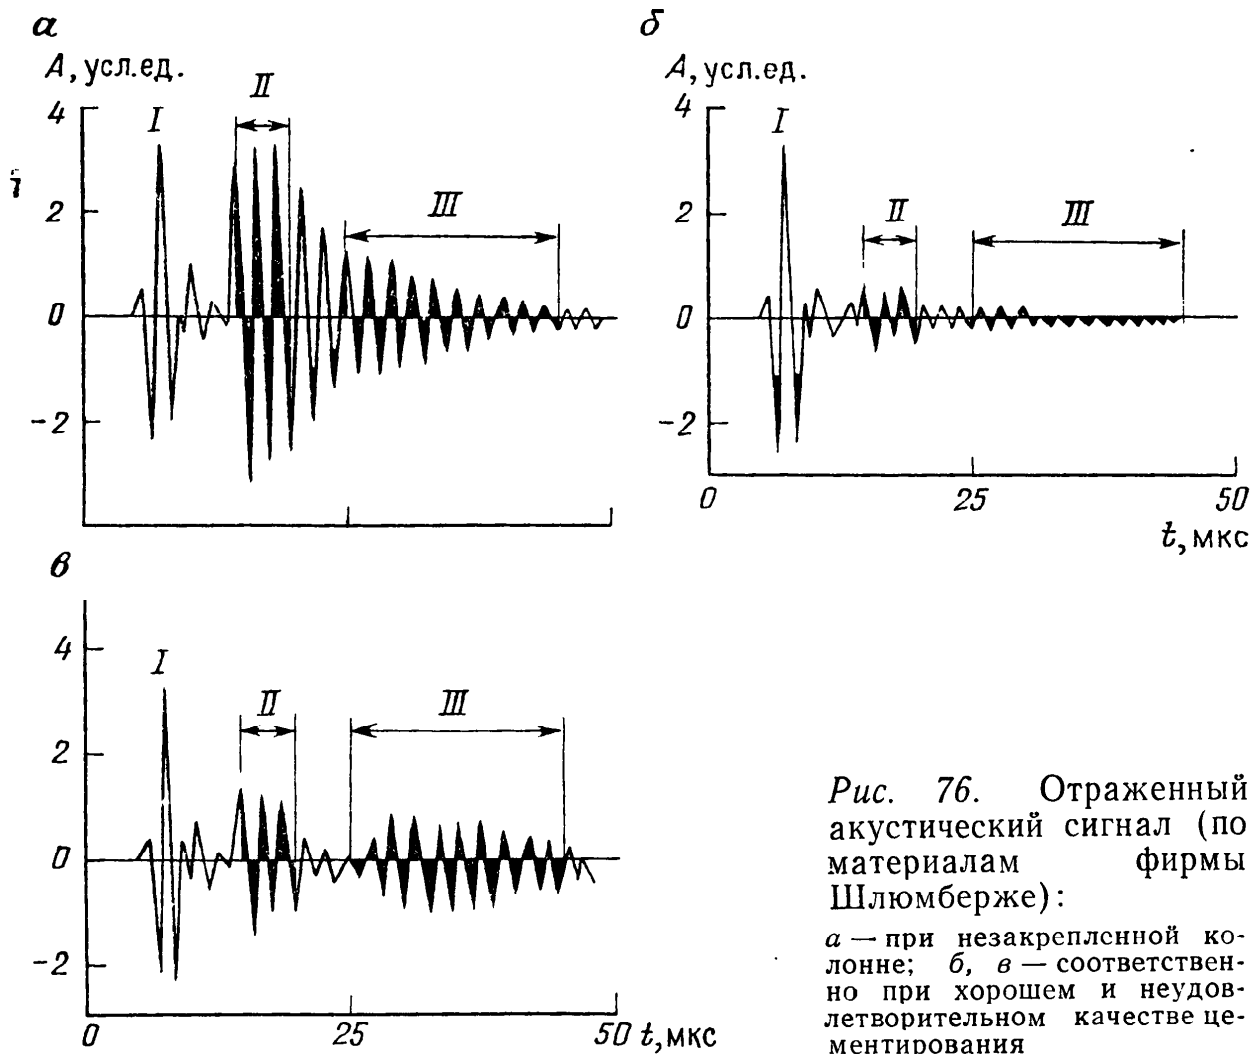 а
А, усл.ед.
I
II
III
4
2
0
-2
б
А, усл.ед.
I
II
III
4
2
0
-2
0 25 50
t, мкс
в
I
II
III
4
2
0
-2
0 25 50 t, мкс
Рис. 76. Отраженный
акустический сигнал (по
материалам фирмы
Шлюмберже):
а — при незакрепленной ко-
лонне; б, в — соответствен-
но при хорошем и неудов-
летворительном качестве це-
ментирования